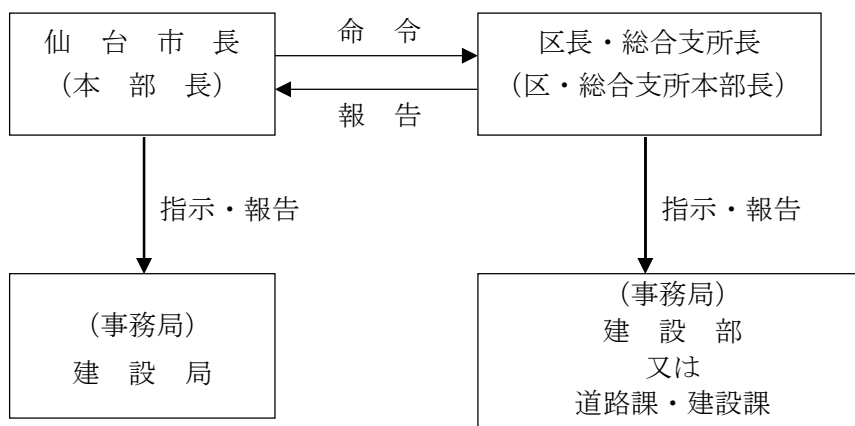 仙台市長
(本部長)
命令
報告
区長・総合支所長
(区・総合支所本部長)
指示・報告
指示・報告
(事務局)
建設局
(事務局)
建設部
又は
道路課・建設課